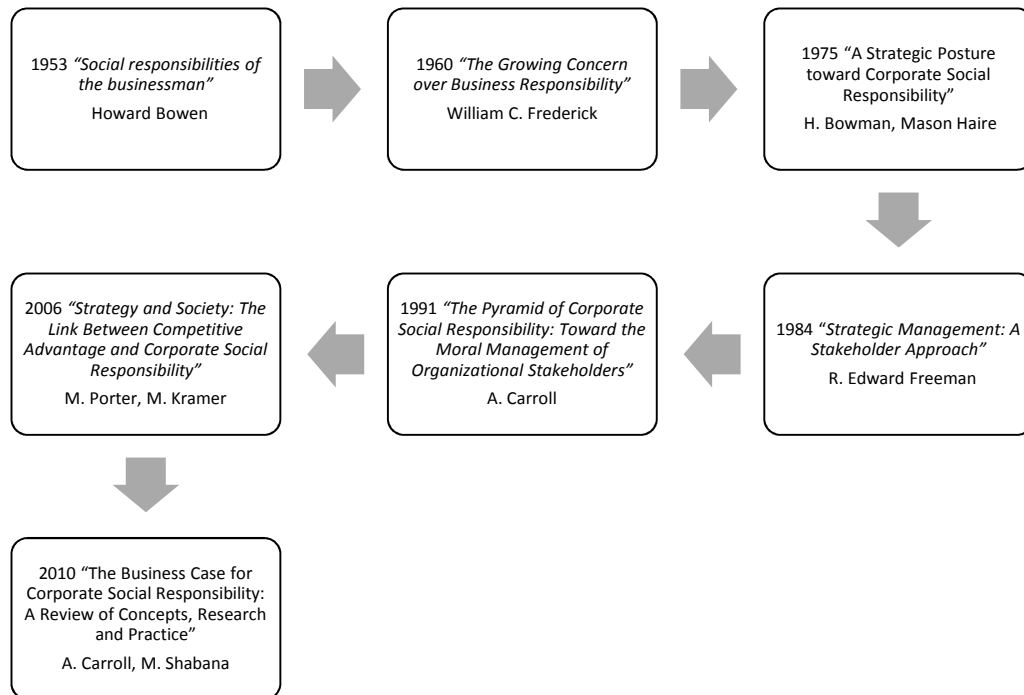 1953 “Social responsibilities of
the businessman”
Howard Bowen
1960 “The Growing Concern
over Business Responsibility”
William C. Frederick
1975 “A Strategic Posture
toward Corporate Social
Responsibility”
H. Bowman, Mason Haire
1984 “Strategic Management: A
Stakeholder Approach”
R. Edward Freeman
1991 “The Pyramid of Corporate
Social Responsibility: Toward the
Moral Management of
Organizational Stakeholders”
A. Carroll
2006 “Strategy and Society: The
Link Between Competitive
Advantage and Corporate Social
Responsibility”
M. Porter, M. Kramer
2010 “The Business Case for
Corporate Social Responsibility:
A Review of Concepts, Research
and Practice”
A. Carroll, M. Shabana